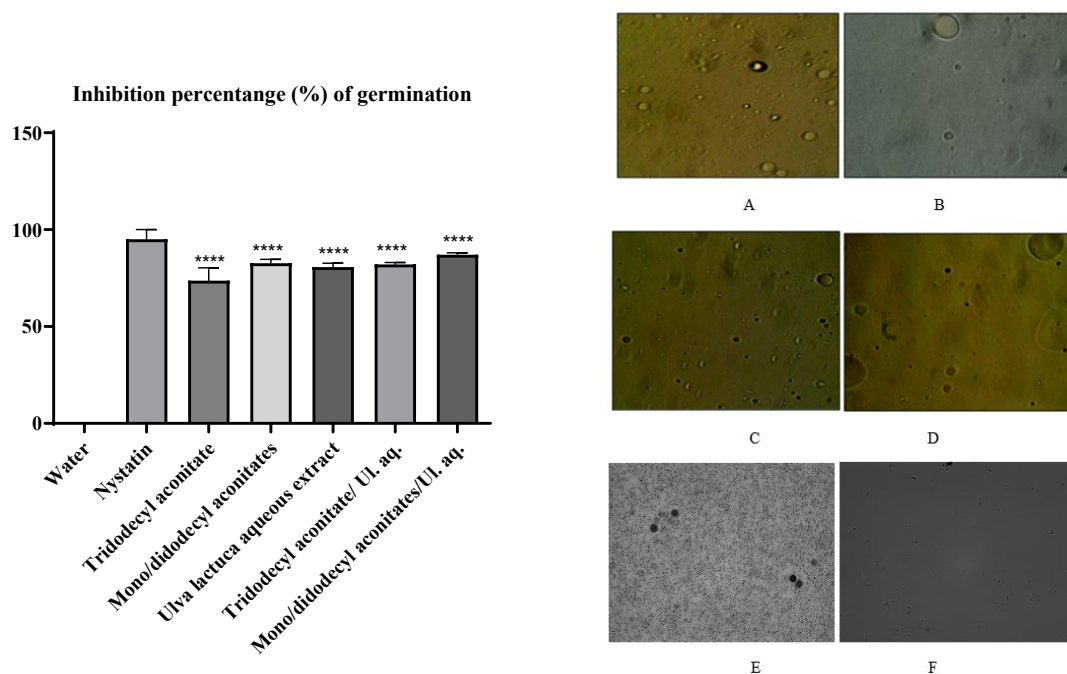 Inhibition percentange (%) of germination
150
100
50
0
****
****
****
****
****
Water
Nystatin
Tridodecyl aconitate
Mono/didodecyl aconitates
Ulva lactuca aqueous extract
Tridodecyl aconitate/ Ul. aq.
Mono/didodecyl aconitates/Ul. aq.
A
B
C
D
E
F